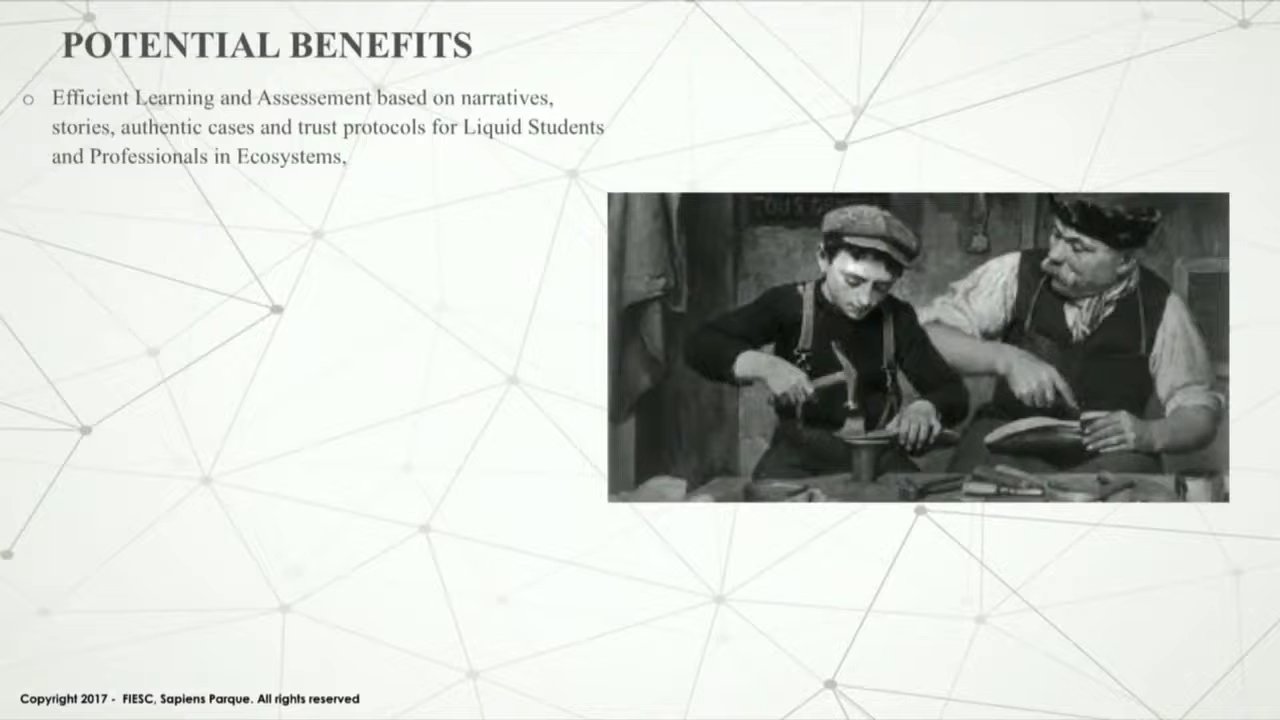 POTENTIAL BENEFITS
○ Efficient Learning and Assessement based on narratives,
stories, authentic cases and trust protocols for Liquid Students
and Professionals in Ecosystems.
Copyright 2017 - FIESC, Sapiens Parque. All rights reserved